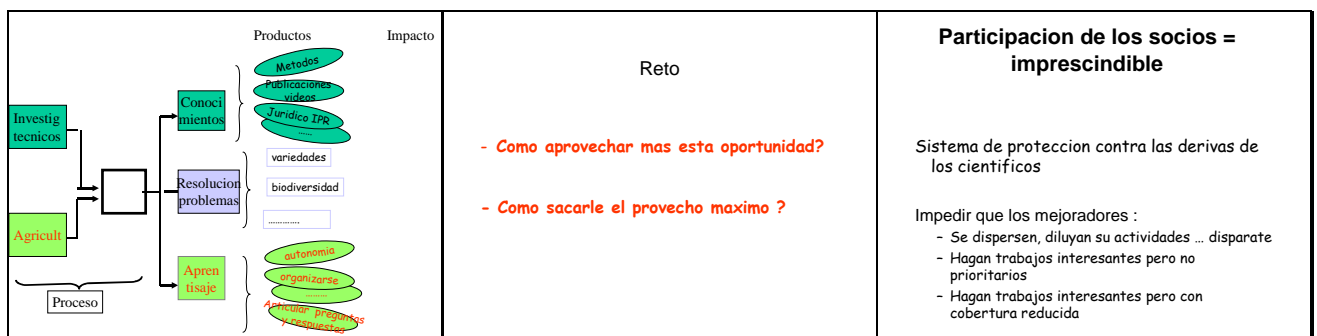 Productos
Impacto
Metodos
Publicaciones
videos
Juridico IPR
……
Conoci
mientos
Investig
tecnicos
variedades
Resolucion
problemas
biodiversidad
………….
Agricult
autonomia
Apren
tisaje
organizarse
………
Articular preguntas
y respuestas
Proceso
Reto
- Como aprovechar mas esta oportunidad?
- Como sacarle el provecho maximo ?
Participacion de los socios =
imprescindible
Sistema de proteccion contra las derivas de
los cientificos
Impedir que los mejoradores :
– Se dispersen, diluyan su actividades … disparate
– Hagan trabajos interesantes pero no
prioritarios
– Hagan trabajos interesantes pero con
cobertura reducida